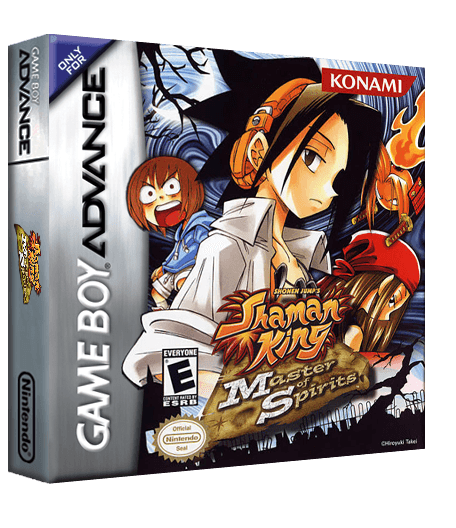 GAME BOY ADVANCE
Nintendo
GAME BOY ADVANCE
ONLY
FOR
KONAMI
SHONEN JUMP'S
Shaman
King
Master
of
Spirits
EVERYONE
E
CONTENT RATED BY
ESRB
Official
Nintendo
Seal
©Hiroyuki Takei